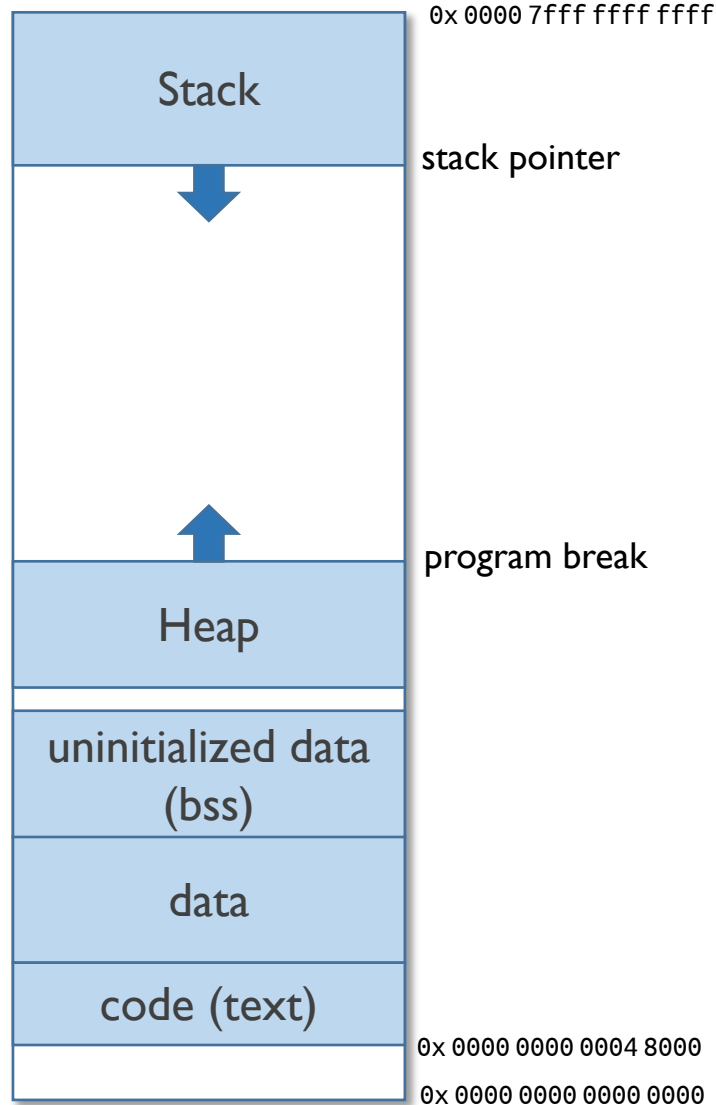 0x 0000 7fff ffff ffff
Stack
stack pointer
program break
Heap
uninitialized data
(bss)
data
code (text)
0x 0000 0000 0004 8000
0x 0000 0000 0000 0000